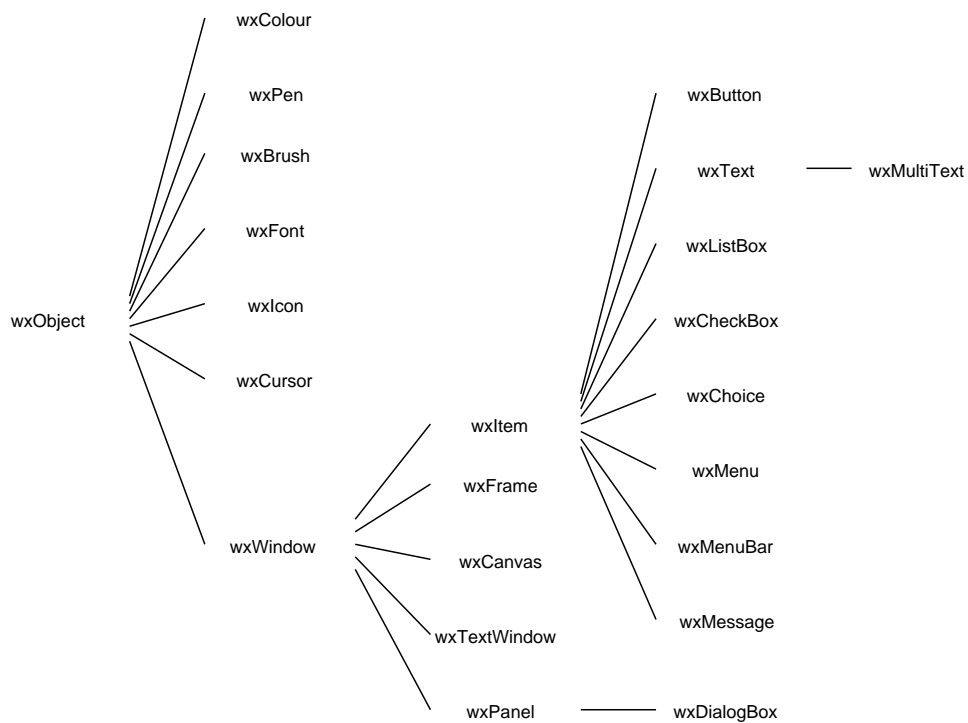 wxObject
wxColour
wxPen
wxBrush
wxFont
wxIcon
wxCursor
wxWindow
wxItem
wxFrame
wxCanvas
wxTextWindow
wxPanel
wxButton
wxText
wxListBox
wxCheckBox
wxChoice
wxMenu
wxMenuBar
wxMessage
wxDialogBox
wxMultiText